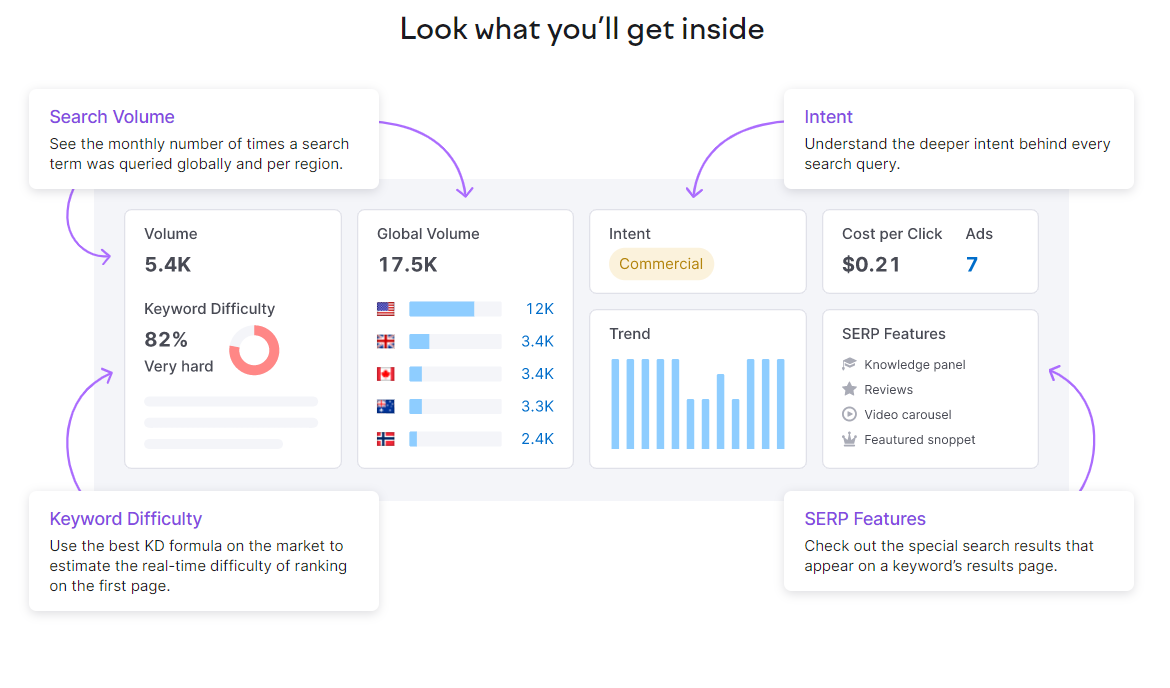 Look what you’ll get inside
Search Volume
See the monthly number of times a search
term was queried globally and per region.
Intent
Understand the deeper intent behind every
search query.
Volume
5.4K
Keyword Difficulty
82%
Very hard
Global Volume
17.5K
12K
3.4K
3.4K
3.3K
2.4K
Intent
Commercial
Trend
Cost per Click Ads
$0.21 7
SERP Features
Knowledge panel
Reviews
Video carousel
Feautured snoppet
Keyword Difficulty
Use the best KD formula on the market to
estimate the real-time difficulty of ranking
on the first page.
SERP Features
Check out the special search results that
appear on a keyword’s results page.